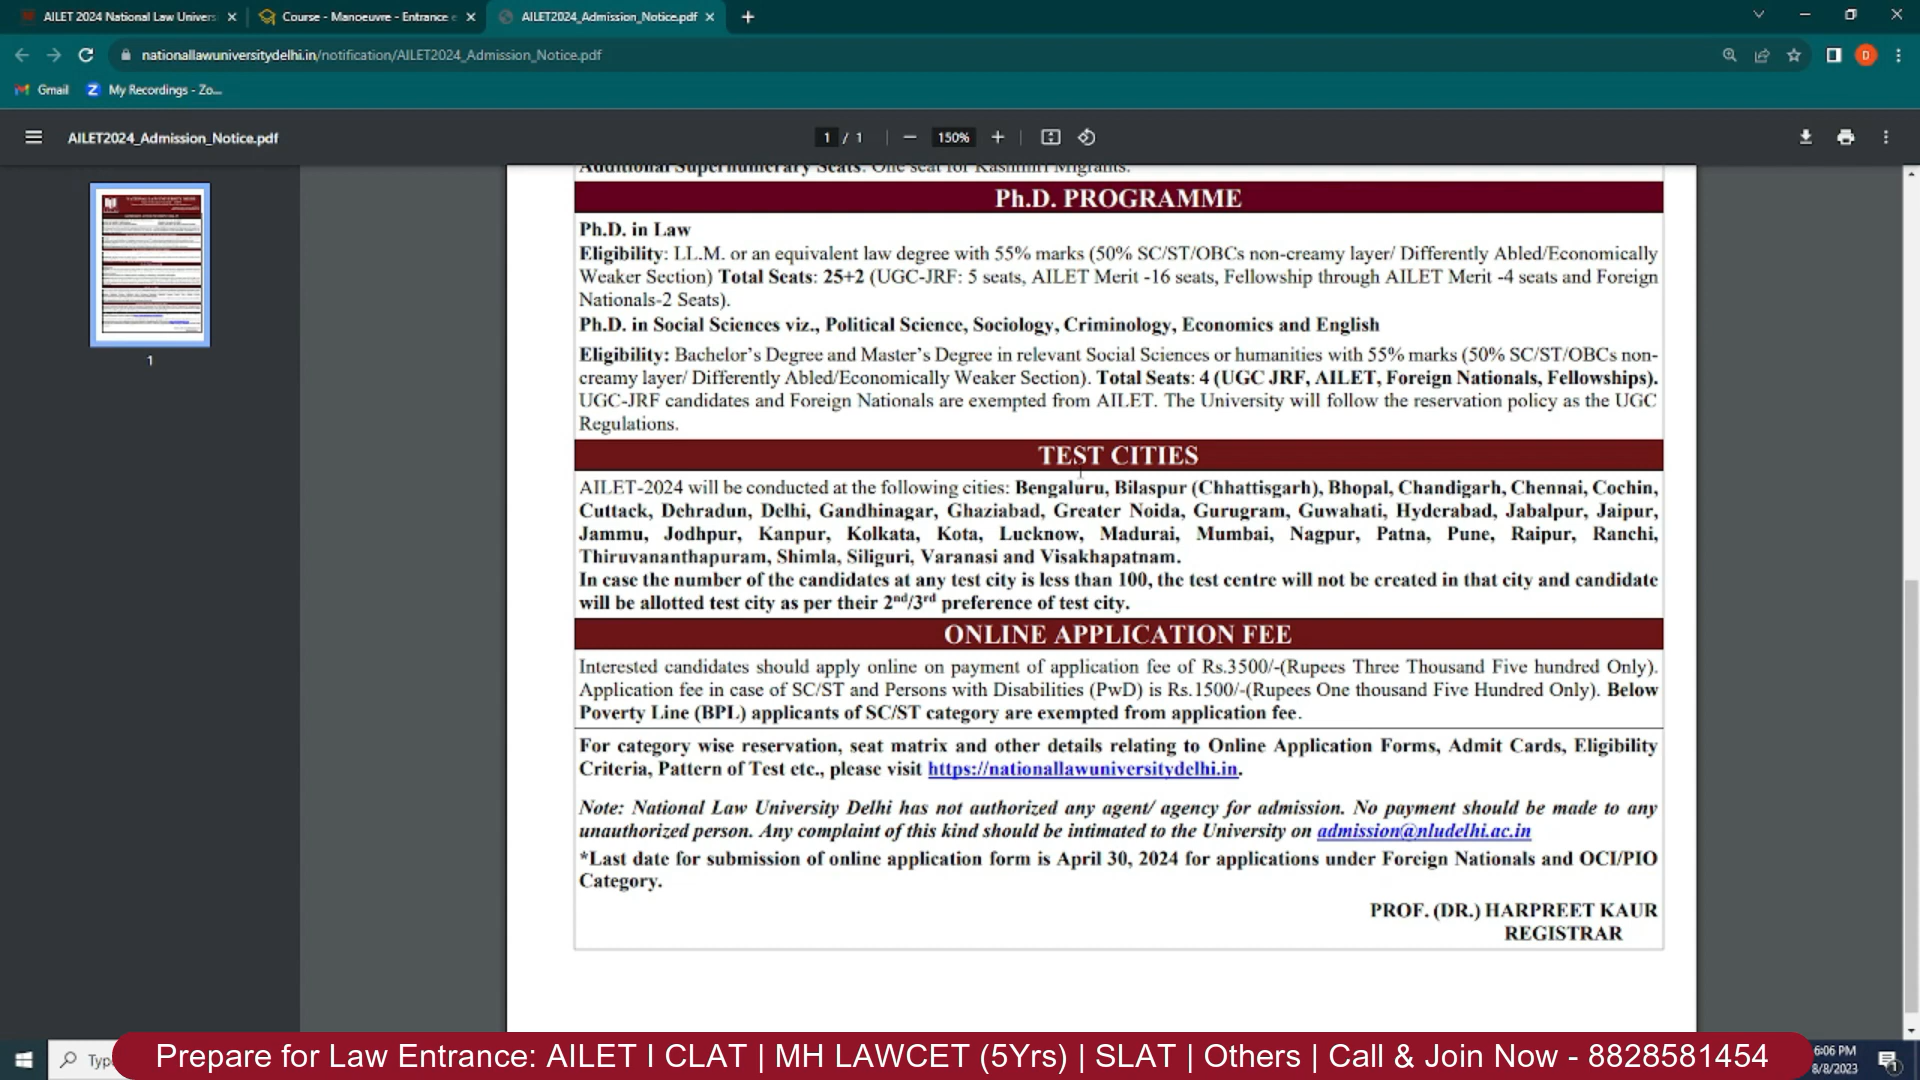 AILET 2024 National Law Univers
Course - Manoeuvre - Entrance e
AILET2024_Admission_Notice.pdf
nationallawuniversitydelhi.in/notification/AILET2024_Admission_Notice.pdf
D
Gmail
My Recordings - Zo...
AILET2024_Admission_Notice.pdf
1 / 1
150%
1
Additional Supernumerary Seats: One seat for Kashmiri Migrants.
Ph.D. PROGRAMME
Ph.D. in Law
Eligibility: LL.M. or an equivalent law degree with 55% marks (50% SC/ST/OBCs non-creamy layer/ Differently Abled/Economically
Weaker Section) Total Seats: 25+2 (UGC-JRF: 5 seats, AILET Merit -16 seats, Fellowship through AILET Merit -4 seats and Foreign
Nationals-2 Seats).
Ph.D. in Social Sciences viz., Political Science, Sociology, Criminology, Economics and English
Eligibility: Bachelor's Degree and Master's Degree in relevant Social Sciences or humanities with 55% marks (50% SC/ST/OBCs non-
creamy layer/ Differently Abled/Economically Weaker Section). Total Seats: 4 (UGC JRF, AILET, Foreign Nationals, Fellowships).
UGC-JRF candidates and Foreign Nationals are exempted from AILET. The University will follow the reservation policy as the UGC
Regulations.
TEST CITIES
AILET-2024 will be conducted at the following cities: Bengaluru, Bilaspur (Chhattisgarh), Bhopal, Chandigarh, Chennai, Cochin,
Cuttack, Dehradun, Delhi, Gandhinagar, Ghaziabad, Greater Noida, Gurugram, Guwahati, Hyderabad, Jabalpur, Jaipur,
Jammu, Jodhpur, Kanpur, Kolkata, Kota, Lucknow, Madurai, Mumbai, Nagpur, Patna, Pune, Raipur, Ranchi,
Thiruvananthapuram, Shimla, Siliguri, Varanasi and Visakhapatnam.
In case the number of the candidates at any test city is less than 100, the test centre will not be created in that city and candidate
will be allotted test city as per their 2nd/3rd preference of test city.
ONLINE APPLICATION FEE
Interested candidates should apply online on payment of application fee of Rs.3500/-(Rupees Three Thousand Five hundred Only).
Application fee in case of SC/ST and Persons with Disabilities (PwD) is Rs.1500/-(Rupees One thousand Five Hundred Only). Below
Poverty Line (BPL) applicants of SC/ST category are exempted from application fee.
For category wise reservation, seat matrix and other details relating to Online Application Forms, Admit Cards, Eligibility
Criteria, Pattern of Test etc., please visit https://nationallawuniversitydelhi.in.
Note: National Law University Delhi has not authorized any agent/ agency for admission. No payment should be made to any
unauthorized person. Any complaint of this kind should be intimated to the University on admission@nludelhi.ac.in
*Last date for submission of online application form is April 30, 2024 for applications under Foreign Nationals and OCI/PIO
Category.
PROF. (DR.) HARPREET KAUR
REGISTRAR
Prepare for Law Entrance: AILET I CLAT | MH LAWCET (5Yrs) | SLAT | Others | Call & Join Now - 8828581454
6:06 PM
8/8/2023